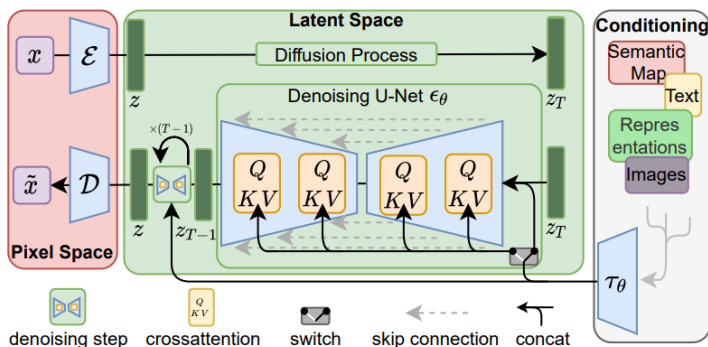 Latent Space
Conditioning
x
ℰ
Diffusion Process
z
z_T
Semantic
Map
Text
Repres
entations
Images
Denoising U-Net ϵ_θ
×(T−1)
x̃
𝒟
z
z_{T−1}
Q
KV
Q
KV
Q
KV
Q
KV
z_T
Pixel Space
τ_θ
Q
KV
denoising step
crossattention
switch
skip connection
concat